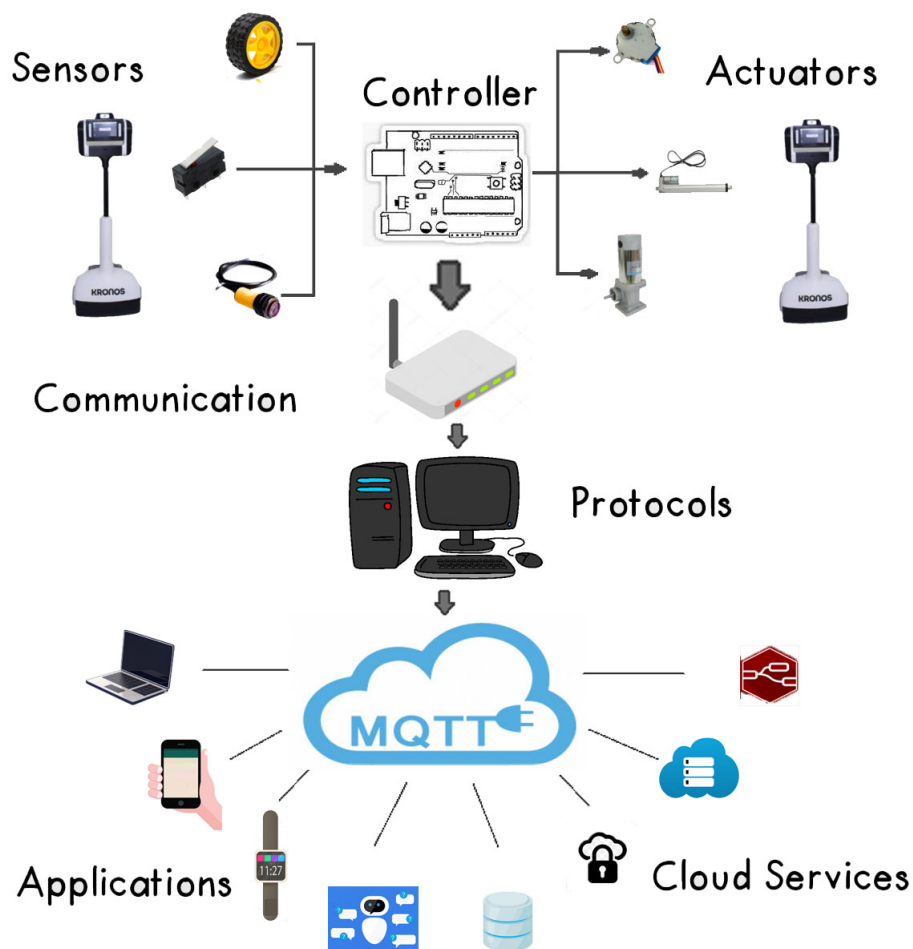 Sensors
Controller
Actuators
KRONOS
KRONOS
Communication
Protocols
MQTT
11:27
Applications
Cloud Services